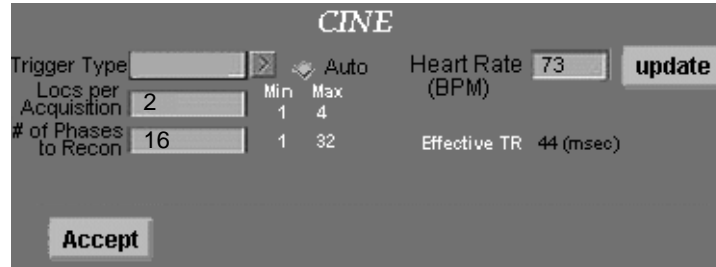 CINE
Trigger Type > Auto Heart Rate 73 update
(BPM)
Locs per Min Max
Acquisition 2 1 4
# of Phases
to Recon 16 1 32 Effective TR 44 (msec)
Accept